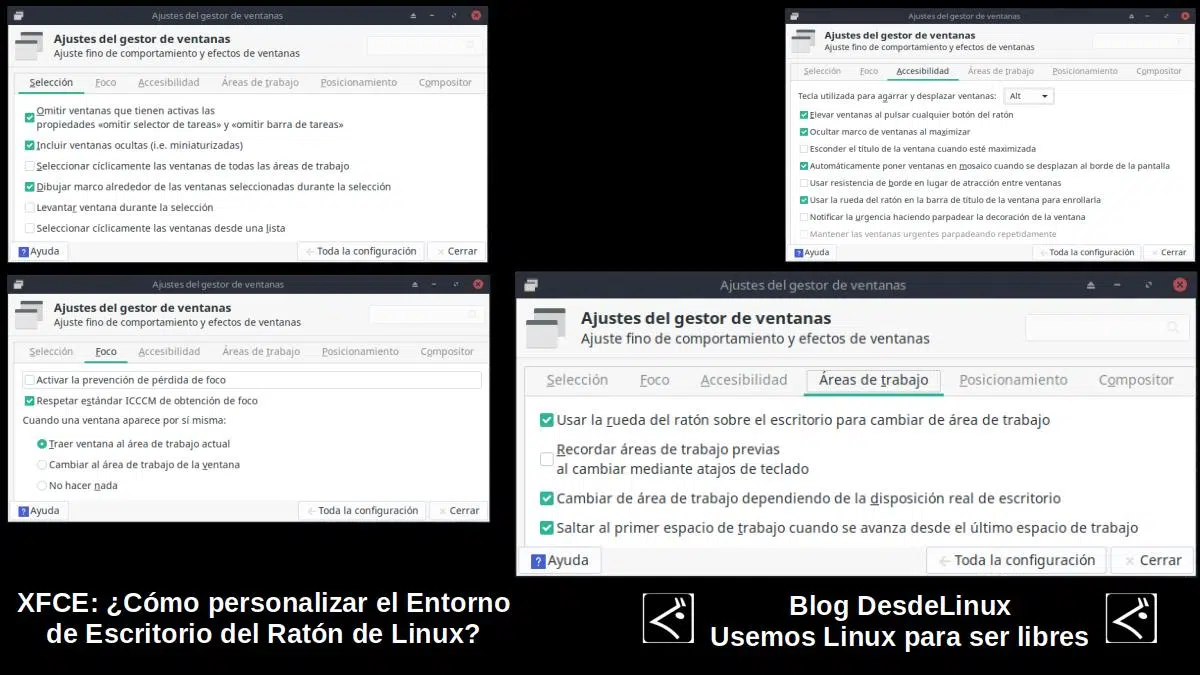 Ajustes del gestor de ventanas
Ajustes del gestor de ventanas
Ajuste fino de comportamiento y efectos de ventanas
Selección Foco Accesibilidad Áreas de trabajo Posicionamiento Compositor
Omitir ventanas que tienen activas las
propiedades «omitir selector de tareas» y «omitir barra de tareas»
Incluir ventanas ocultas (i.e. miniaturizadas)
Seleccionar cíclicamente las ventanas de todas las áreas de trabajo
Dibujar marco alrededor de las ventanas seleccionadas durante la selección
Levantar ventana durante la selección
Seleccionar cíclicamente las ventanas desde una lista
Ayuda Toda la configuración Cerrar
Ajustes del gestor de ventanas
Ajustes del gestor de ventanas
Ajuste fino de comportamiento y efectos de ventanas
Selección Foco Accesibilidad Áreas de trabajo Posicionamiento Compositor
Tecla utilizada para agarrar y desplazar ventanas: Alt
Elevar ventanas al pulsar cualquier botón del ratón
Ocultar marco de ventanas al maximizar
Esconder el título de la ventana cuando esté maximizada
Automáticamente poner ventanas en mosaico cuando se desplazan al borde de la pantalla
Usar resistencia de borde en lugar de atracción entre ventanas
Usar la rueda del ratón en la barra de título de la ventana para enrollarla
Notificar la urgencia haciendo parpadear la decoración de la ventana
Mantener las ventanas urgentes parpadeando repetidamente
Ayuda Toda la configuración Cerrar
Ajustes del gestor de ventanas
Ajustes del gestor de ventanas
Ajuste fino de comportamiento y efectos de ventanas
Selección Foco Accesibilidad Áreas de trabajo Posicionamiento Compositor
Activar la prevención de pérdida de foco
Respetar estándar ICCCM de obtención de foco
Cuando una ventana aparece por sí misma:
Traer ventana al área de trabajo actual
Cambiar al área de trabajo de la ventana
No hacer nada
Ayuda Toda la configuración Cerrar
Ajustes del gestor de ventanas
Ajustes del gestor de ventanas
Ajuste fino de comportamiento y efectos de ventanas
Selección Foco Accesibilidad Áreas de trabajo Posicionamiento Compositor
Usar la rueda del ratón sobre el escritorio para cambiar de área de trabajo
Recordar áreas de trabajo previas
al cambiar mediante atajos de teclado
Cambiar de área de trabajo dependiendo de la disposición real de escritorio
Saltar al primer espacio de trabajo cuando se avanza desde el último espacio de trabajo
Ayuda Toda la configuración Cerrar
XFCE: ¿Cómo personalizar el Entorno
de Escritorio del Ratón de Linux?
Blog DesdeLinux
Usemos Linux para ser libres